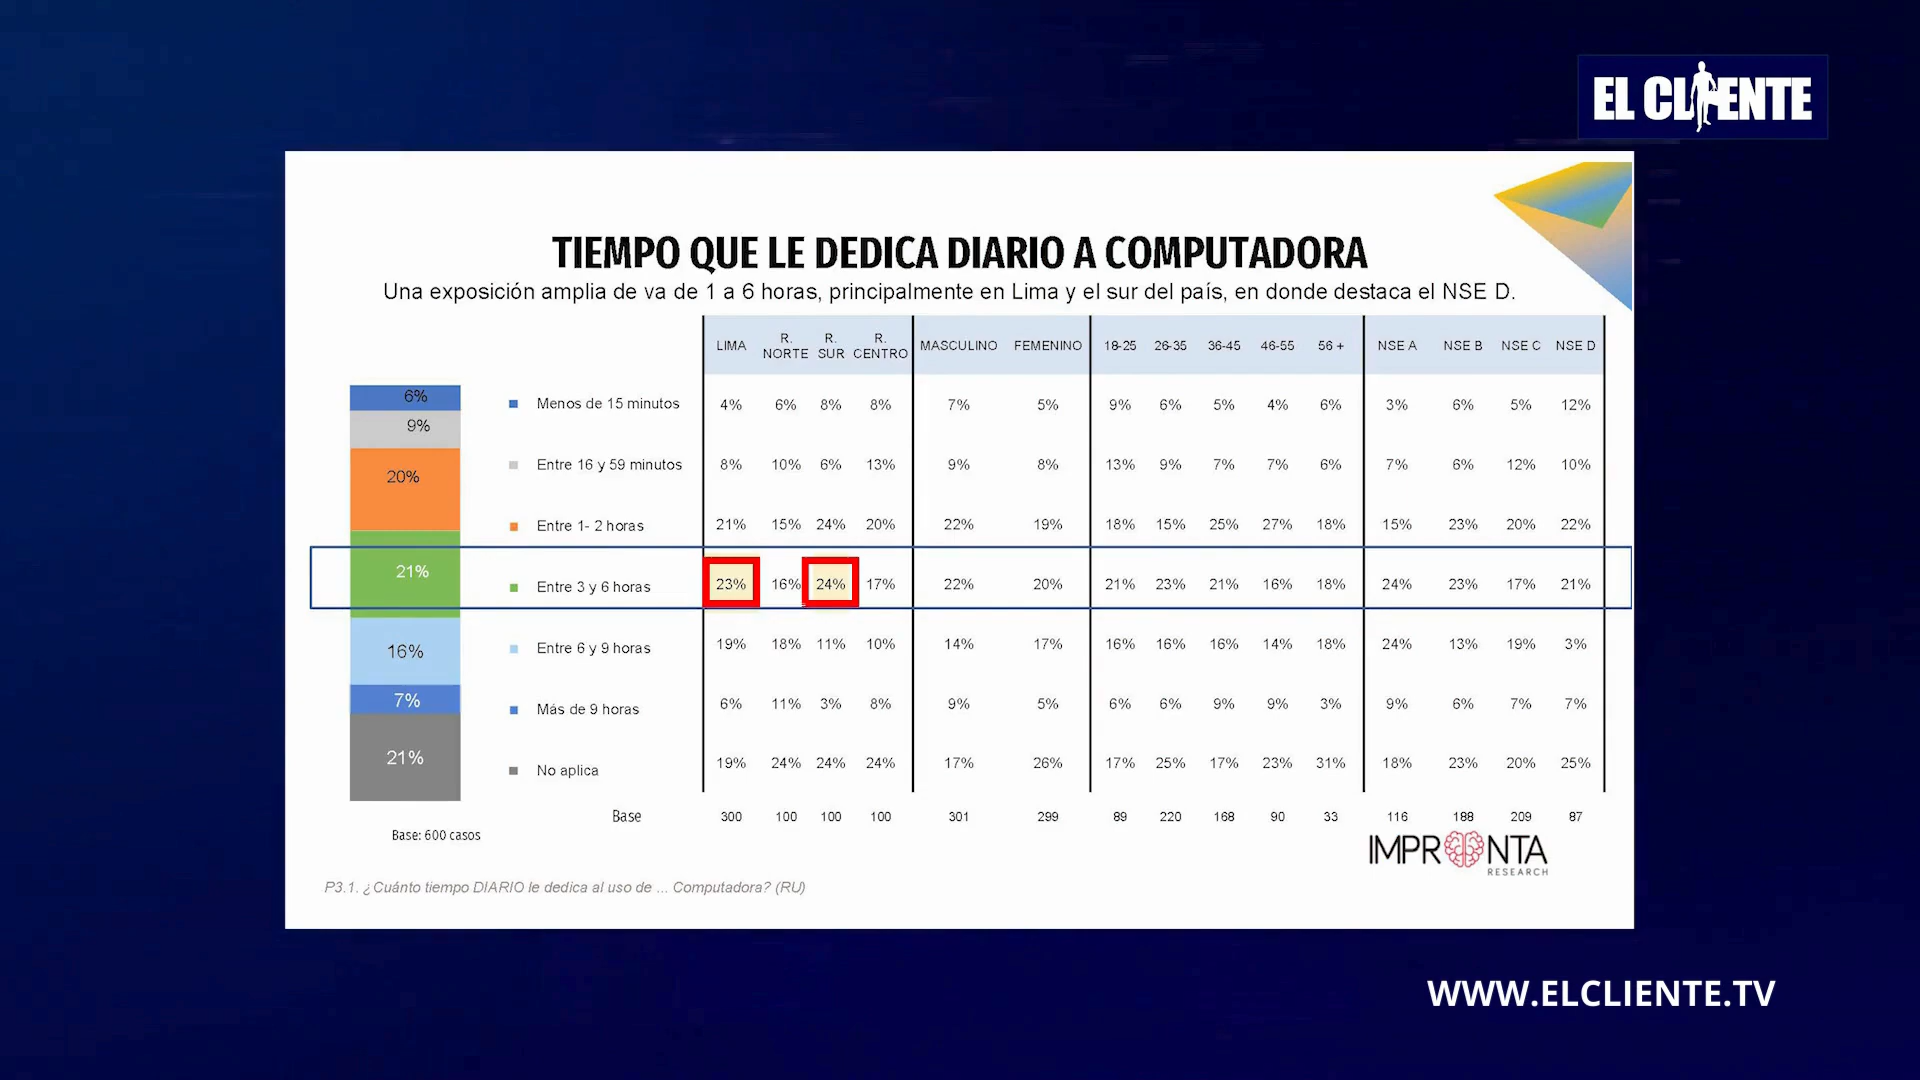 EL CLIENTE
TIEMPO QUE LE DEDICA DIARIO A COMPUTADORA
Una exposición amplia de va de 1 a 6 horas, principalmente en Lima y el sur del país, en donde destaca el NSE D.
LIMA R. NORTE R. SUR R. CENTRO MASCULINO FEMENINO 18-25 26-35 36-45 46-55 56 + NSE A NSE B NSE C NSE D
6% Menos de 15 minutos 4% 6% 8% 8% 7% 5% 9% 6% 5% 4% 6% 3% 6% 5% 12%
9% Entre 16 y 59 minutos 8% 10% 6% 13% 9% 8% 13% 9% 7% 7% 6% 7% 6% 12% 10%
20% Entre 1- 2 horas 21% 15% 24% 20% 22% 19% 18% 15% 25% 27% 18% 15% 23% 20% 22%
21% Entre 3 y 6 horas 23% 16% 24% 17% 22% 20% 21% 23% 21% 16% 18% 24% 23% 17% 21%
16% Entre 6 y 9 horas 19% 18% 11% 10% 14% 17% 16% 16% 16% 14% 18% 24% 13% 19% 3%
7% Más de 9 horas 6% 11% 3% 8% 9% 5% 6% 6% 9% 9% 3% 9% 6% 7% 7%
21% No aplica 19% 24% 24% 24% 17% 26% 17% 25% 17% 23% 31% 18% 23% 20% 25%
Base 300 100 100 100 301 299 89 220 168 90 33 116 188 209 87
Base: 600 casos
IMPRONTA
RESEARCH
P3.1. ¿Cuánto tiempo DIARIO le dedica al uso de ... Computadora? (RU)
WWW.ELCLIENTE.TV